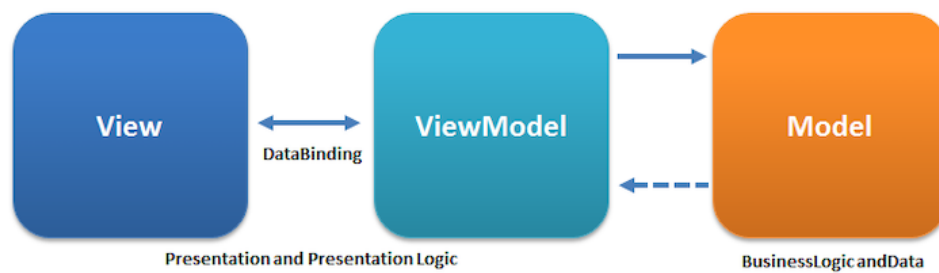 View
ViewModel
Model
DataBinding
Presentation and Presentation Logic
BusinessLogic andData